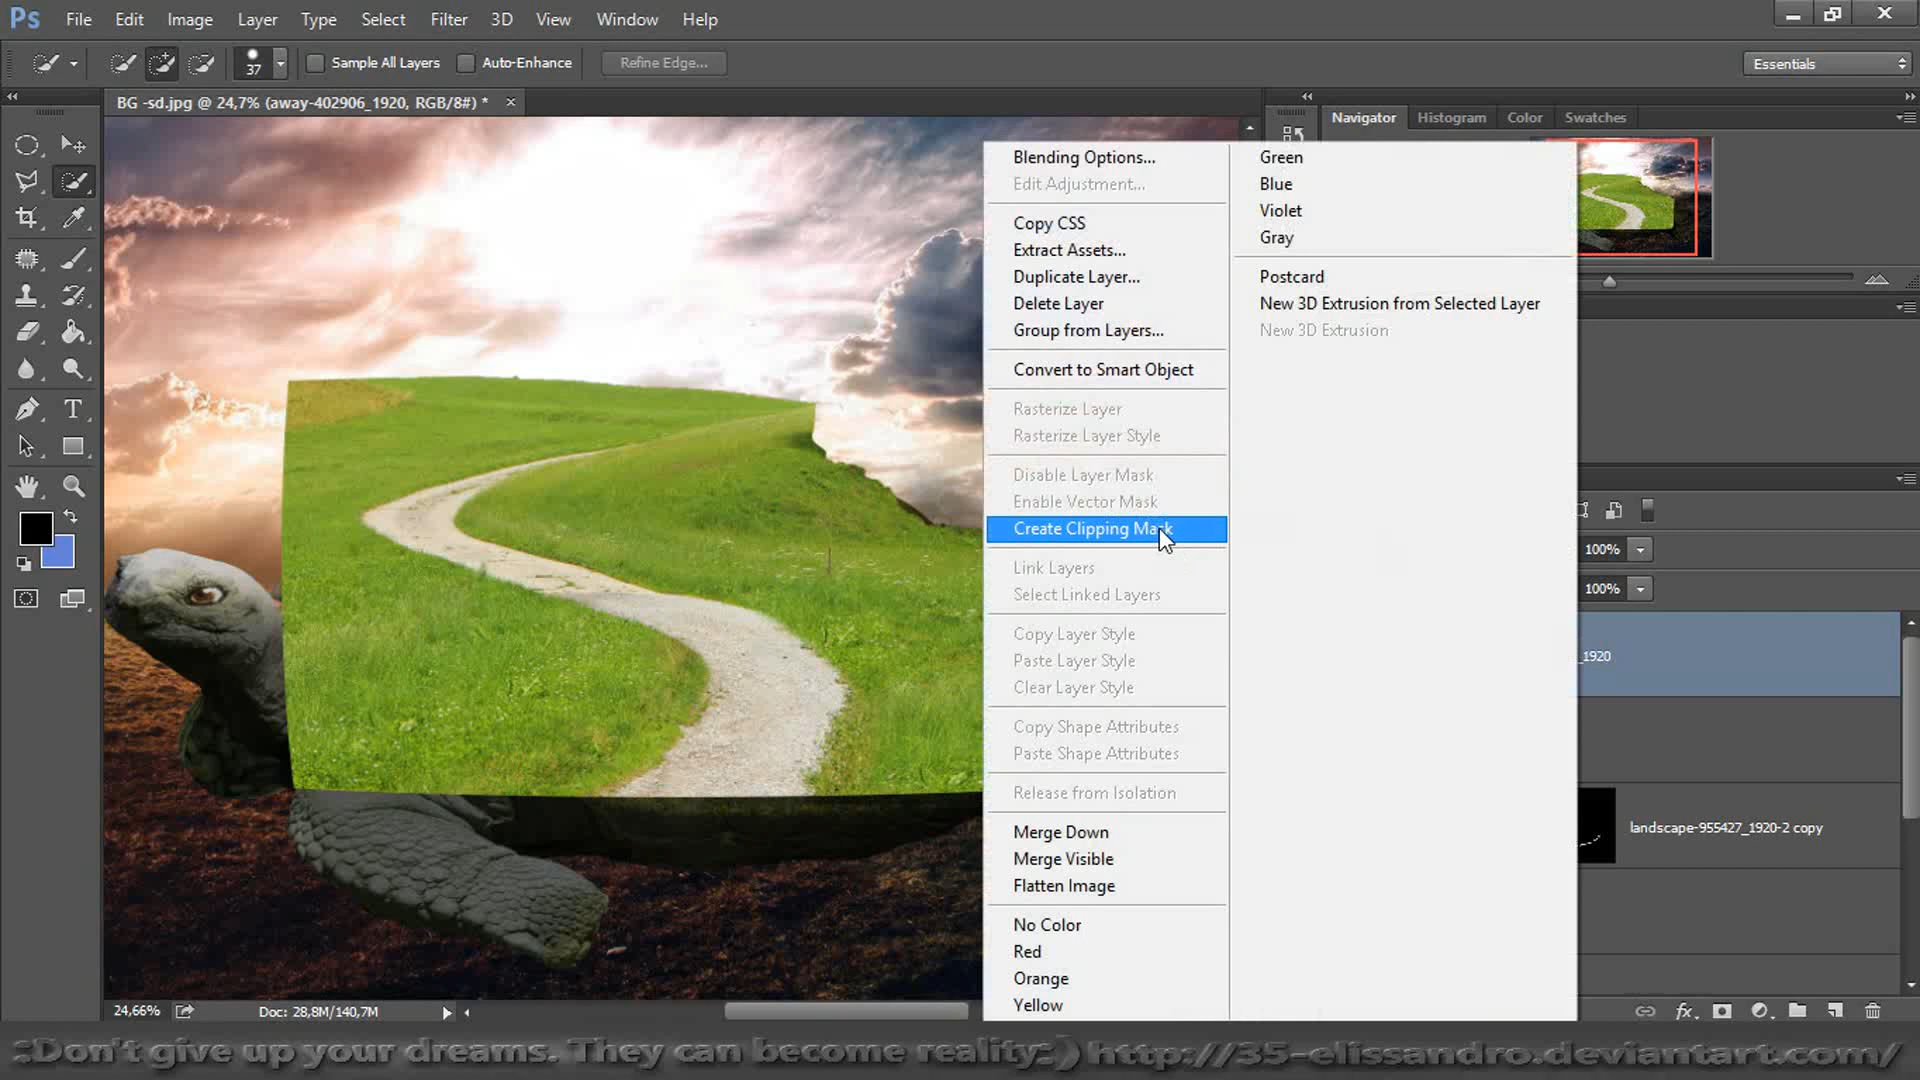 Ps File Edit Image Layer Type Select Filter 3D View Window Help
37 Sample All Layers Auto-Enhance Refine Edge... Essentials
BG -sd.jpg @ 24,7% (away-402906_1920, RGB/8#) * ×
Navigator Histogram Color Swatches
Blending Options...
Edit Adjustment...
Copy CSS
Extract Assets...
Duplicate Layer...
Delete Layer
Group from Layers...
Convert to Smart Object
Rasterize Layer
Rasterize Layer Style
Disable Layer Mask
Enable Vector Mask
Create Clipping Mask
Link Layers
Select Linked Layers
Copy Layer Style
Paste Layer Style
Clear Layer Style
Copy Shape Attributes
Paste Shape Attributes
Release from Isolation
Merge Down
Merge Visible
Flatten Image
No Color
Red
Orange
Yellow
Green
Blue
Violet
Gray
Postcard
New 3D Extrusion from Selected Layer
New 3D Extrusion
100%
100%
_1920
landscape-955427_1920-2 copy
T
24,66% Doc: 28,8M/140,7M
fx
::Don't give up your dreams. They can become reality::) http://35-elissandro.deviantart.com/